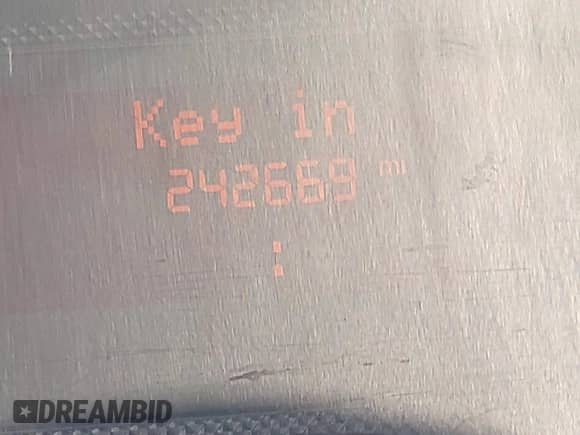 Key in
242669 mi
:
DREAMBID